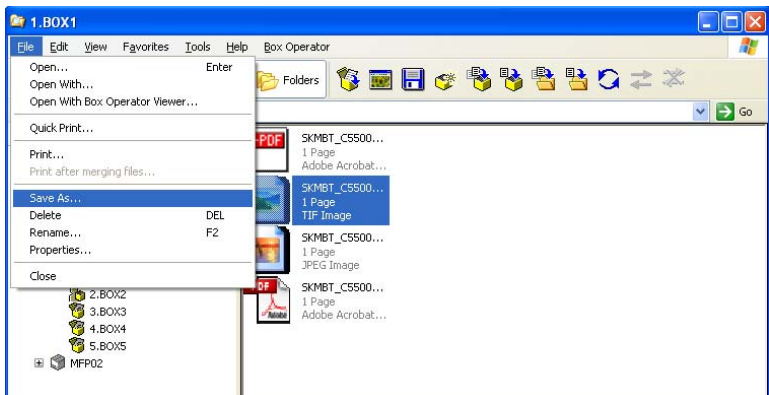 1.BOX1
File Edit View Favorites Tools Help Box Operator
Open... Enter
Open With...
Open With Box Operator Viewer...
Quick Print...
Print...
Print after merging files...
Save As...
Delete DEL
Rename... F2
Properties...
Close
Folders
Go
PDF
SKMBT_C5500...
1 Page
Adobe Acrobat...
SKMBT_C5500...
1 Page
TIF Image
SKMBT_C5500...
1 Page
JPEG Image
Adobe
SKMBT_C5500...
1 Page
Adobe Acrobat...
2.BOX2
3.BOX3
4.BOX4
5.BOX5
MFP02